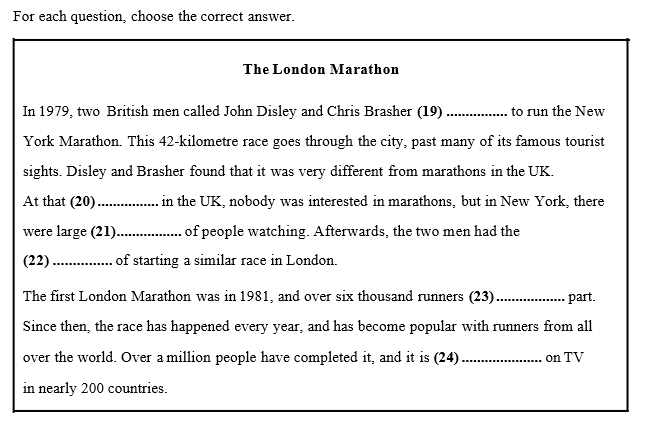 For each question, choose the correct answer.
The London Marathon
In 1979, two British men called John Disley and Chris Brasher (19) ................ to run the New
York Marathon. This 42-kilometre race goes through the city, past many of its famous tourist
sights. Disley and Brasher found that it was very different from marathons in the UK.
At that (20)................ in the UK, nobody was interested in marathons, but in New York, there
were large (21)................. of people watching. Afterwards, the two men had the
(22) ................ of starting a similar race in London.
The first London Marathon was in 1981, and over six thousand runners (23).................. part.
Since then, the race has happened every year, and has become popular with runners from all
over the world. Over a million people have completed it, and it is (24)..................... on TV
in nearly 200 countries.